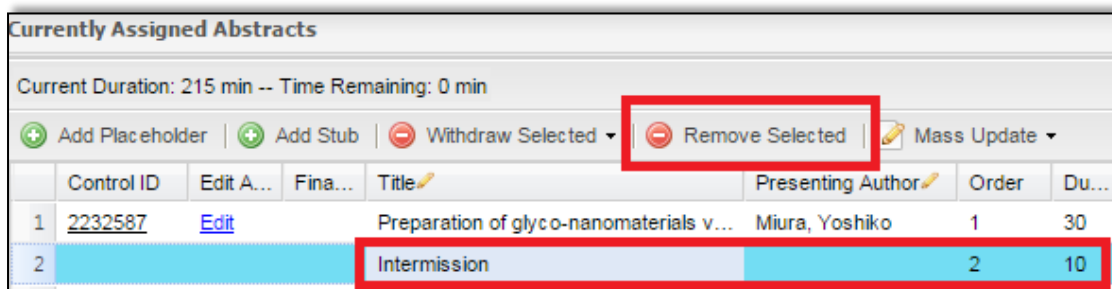 Currently Assigned Abstracts
Current Duration: 215 min -- Time Remaining: 0 min
Add Placeholder Add Stub Withdraw Selected Remove Selected Mass Update
Control ID Edit A... Fina... Title Presenting Author Order Du...
1 2232587 Edit Preparation of glyco-nanomaterials v... Miura, Yoshiko 1 30
2 Intermission 2 10